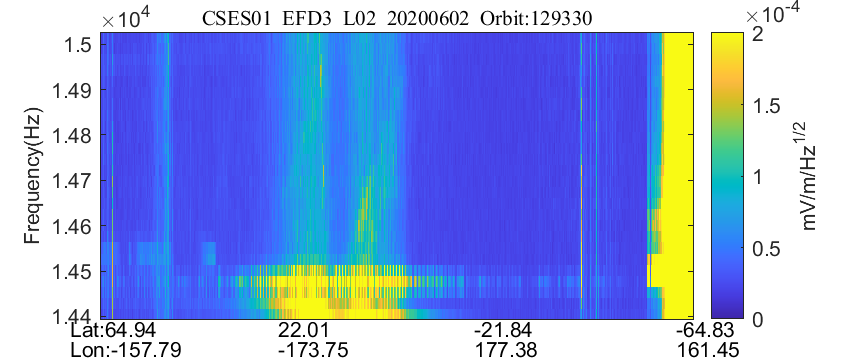 ×10⁴ CSES01 EFD3 L02 20200602 Orbit:129330 ×10⁻⁴
1.5
1.49
1.48
1.47
1.46
1.45
1.44
Frequency(Hz)
2
1.5
1
0.5
0
mV/m/Hz^1/2
Lat:64.94 22.01 -21.84 -64.83
Lon:-157.79 -173.75 177.38 161.45